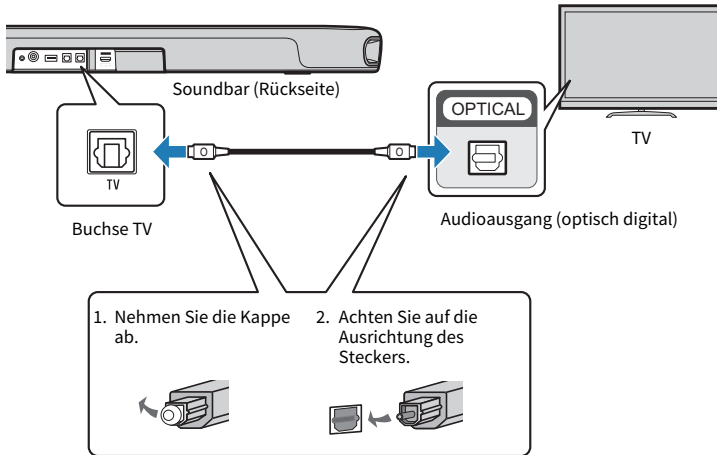 Soundbar (Rückseite)
OPTICAL
TV
TV
Buchse TV
Audioausgang (optisch digital)
1. Nehmen Sie die Kappe
ab.
2. Achten Sie auf die
Ausrichtung des
Steckers.